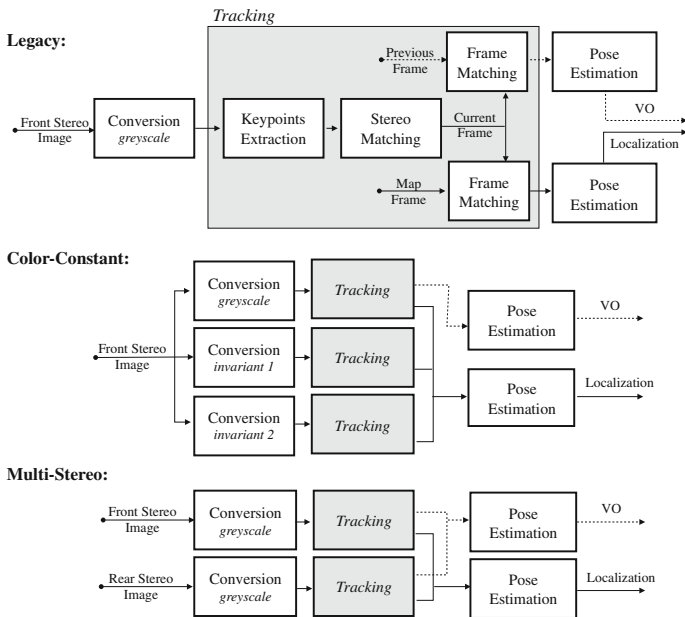 Tracking
Legacy:
Previous
Frame
Frame
Matching
Pose
Estimation
VO
Front Stereo
Image
Conversion
greyscale
Keypoints
Extraction
Stereo
Matching
Current
Frame
Localization
Map
Frame
Frame
Matching
Pose
Estimation
Color-Constant:
Conversion
greyscale
Tracking
Pose
Estimation
VO
Front Stereo
Image
Conversion
invariant 1
Tracking
Pose
Estimation
Localization
Conversion
invariant 2
Tracking
Multi-Stereo:
Front Stereo
Image
Conversion
greyscale
Tracking
Pose
Estimation
VO
Rear Stereo
Image
Conversion
greyscale
Tracking
Pose
Estimation
Localization